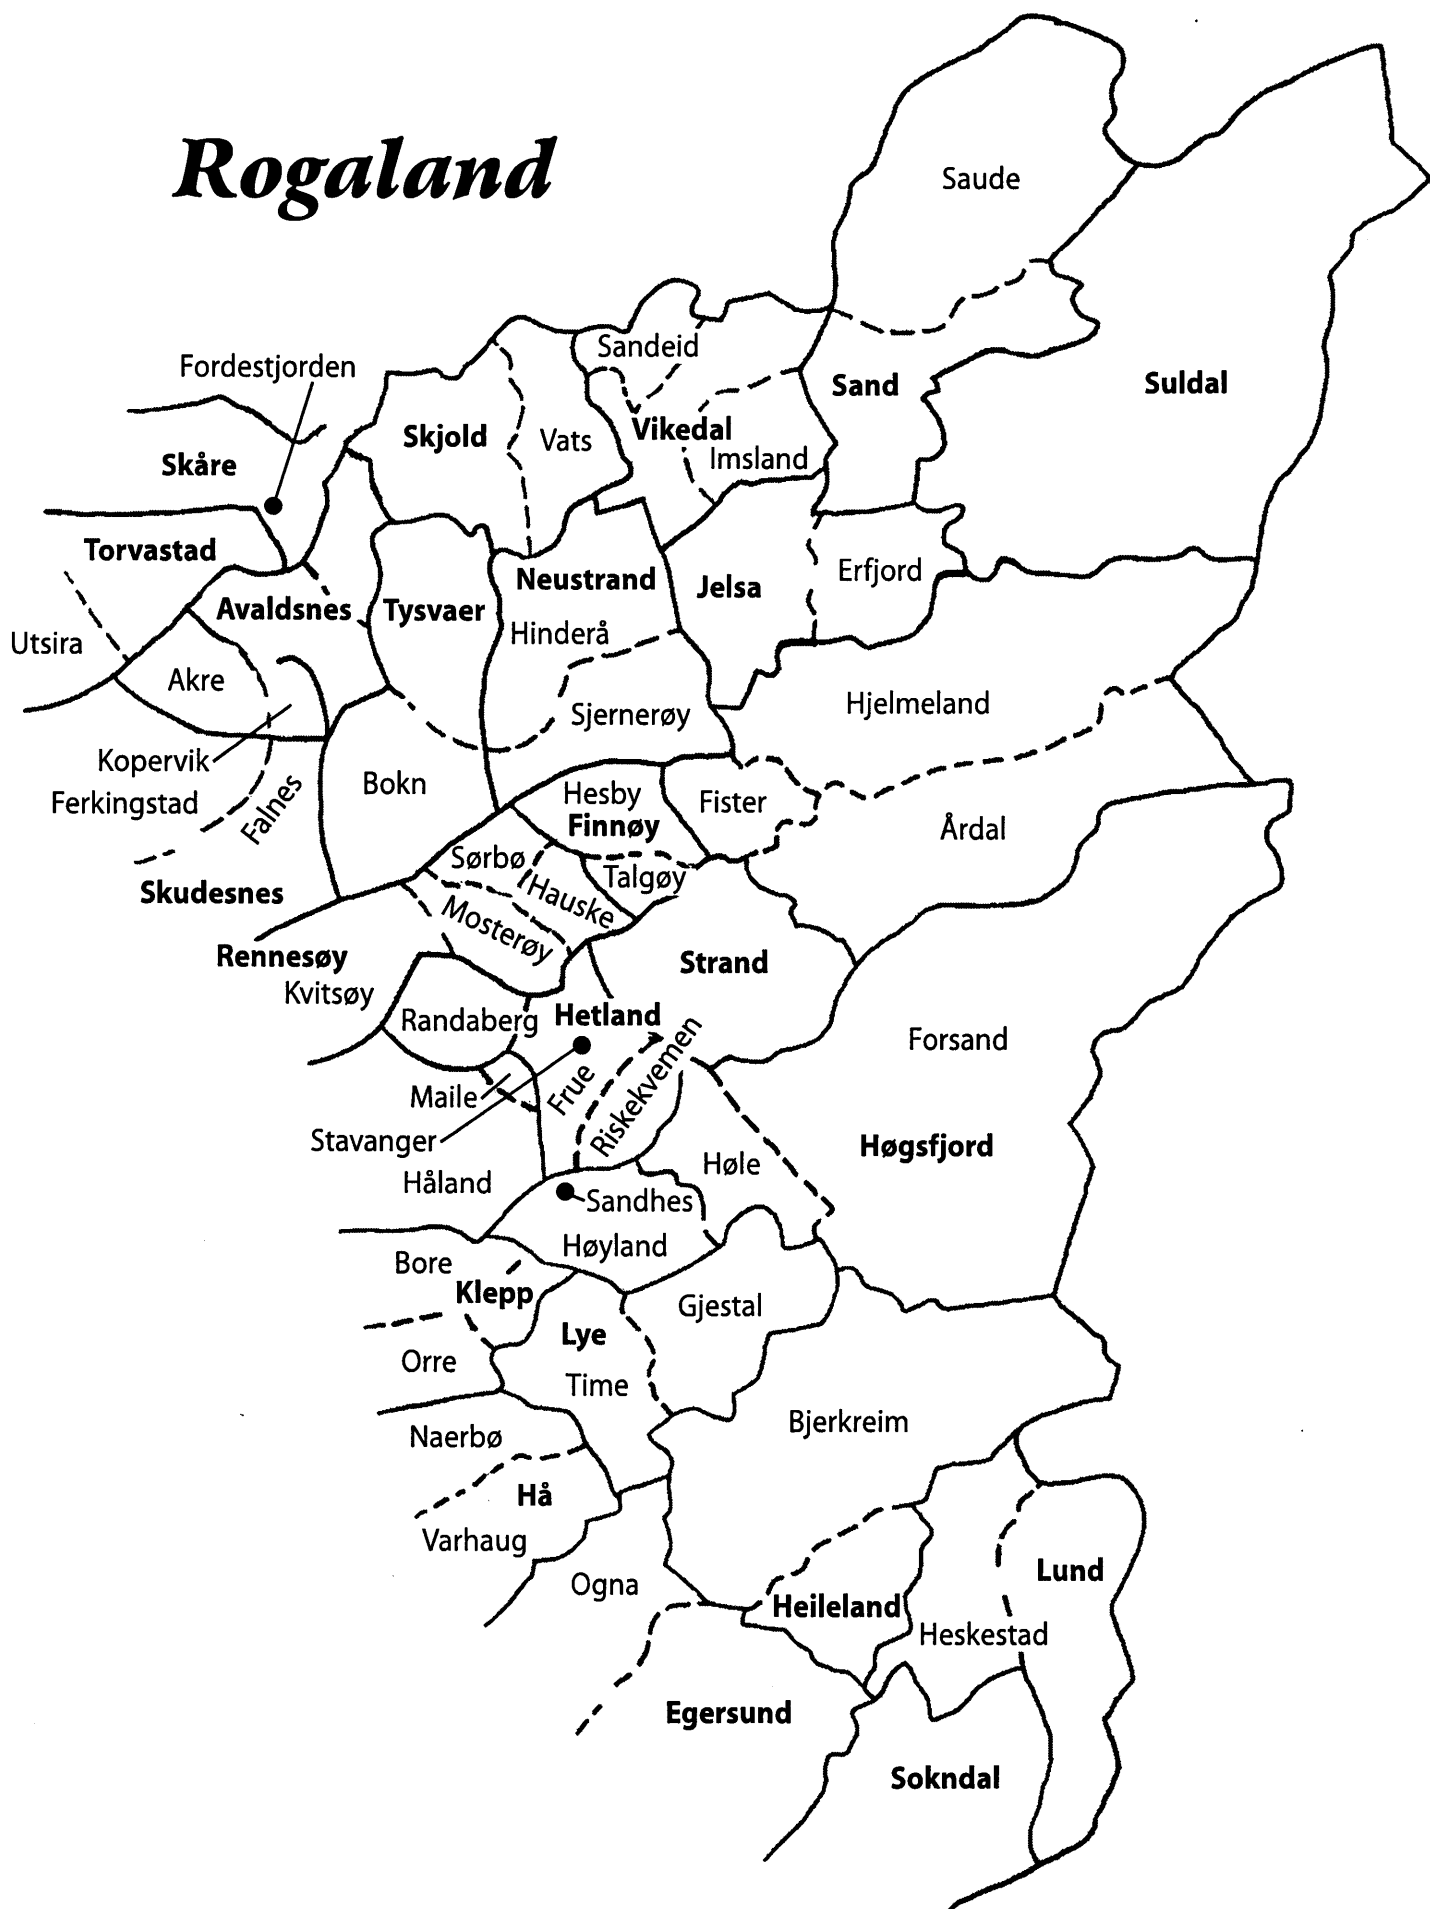 Rogaland
Saude
Sandeid
Fordestjorden
Sand
Suldal
Skjold
Vats
Vikedal
Imsland
Skåre
Torvastad
Erfjord
Neustrand
Jelsa
Avaldsnes
Tysvaer
Hinderå
Utsira
Akre
Hjelmeland
Sjernerøy
Kopervik
Bokn
Hesby
Fister
Ferkingstad
Falnes
Finnøy
Årdal
Sørbø
Talgøy
Hauske
Skudesnes
Mosterøy
Rennesøy
Strand
Kvitsøy
Randaberg
Hetland
Forsand
Riskekvemen
Maile
Frue
Stavanger
Høgsfjord
Høle
Håland
Sandhes
Høyland
Bore
Klepp
Gjestal
Lye
Orre
Time
Bjerkreim
Naerbø
Hå
Varhaug
Lund
Ogna
Heileland
Heskestad
Egersund
Sokndal